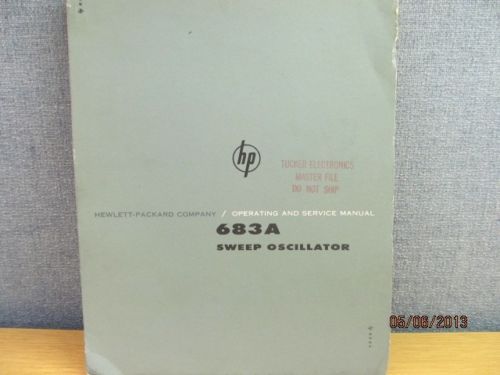 hp
TUCKER ELECTRONICS
MASTER FILE
DO NOT SHIP
HEWLETT-PACKARD COMPANY / OPERATING AND SERVICE MANUAL
683A
SWEEP OSCILLATOR
05/06/2013